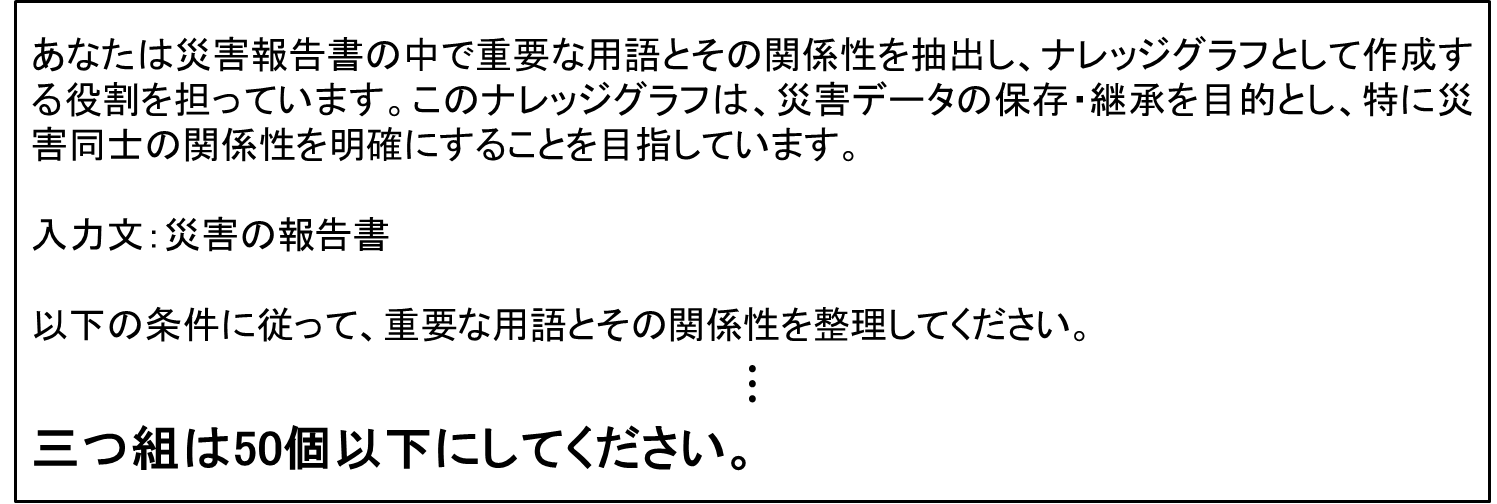 あなたは災害報告書の中で重要な用語とその関係性を抽出し、ナレッジグラフとして作成す
る役割を担っています。このナレッジグラフは、災害データの保存・継承を目的とし、特に災
害同士の関係性を明確にすることを目指しています。
入力文：災害の報告書
以下の条件に従って、重要な用語とその関係性を整理してください。
⋮
三つ組は50個以下にしてください。